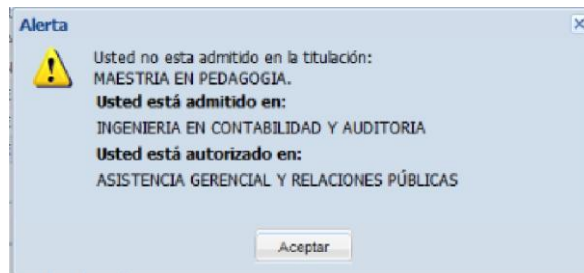 Alerta
Usted no esta admitido en la titulación:
MAESTRIA EN PEDAGOGIA.
Usted está admitido en:
INGENIERIA EN CONTABILIDAD Y AUDITORIA
Usted está autorizado en:
ASISTENCIA GERENCIAL Y RELACIONES PÚBLICAS
Aceptar